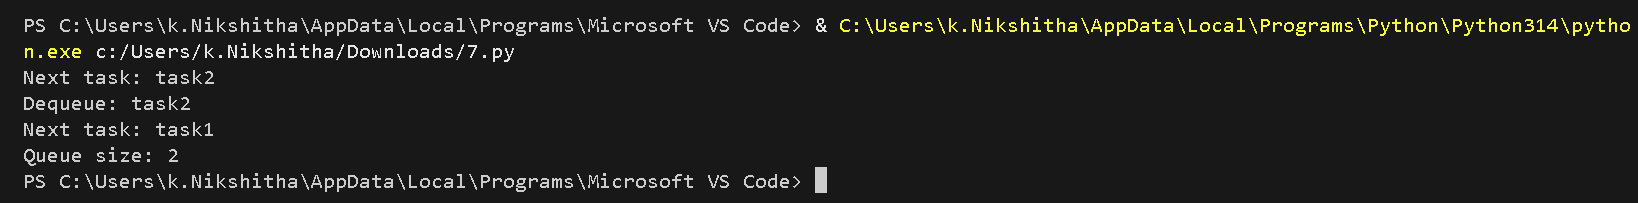 PS C:\Users\k.Nikshitha\AppData\Local\Programs\Microsoft VS Code> & C:\Users\k.Nikshitha\AppData\Local\Programs\Python\Python314\pytho
n.exe c:/Users/k.Nikshitha/Downloads/7.py
Next task: task2
Dequeue: task2
Next task: task1
Queue size: 2
PS C:\Users\k.Nikshitha\AppData\Local\Programs\Microsoft VS Code>